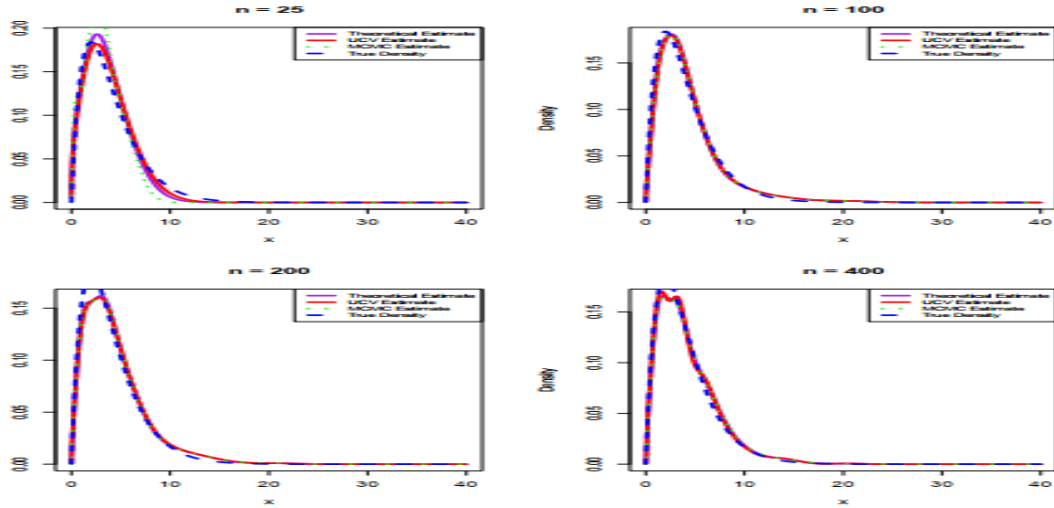 n = 25
0.00 0.05 0.10 0.15 0.20
Theoretical Estimate
UCV Estimate
MCMC Estimate
True Density
0 10 20 30 40
x
n = 100
Density
0.00 0.05 0.10 0.15
Theoretical Estimate
UCV Estimate
MCMC Estimate
True Density
0 10 20 30 40
x
n = 200
0.00 0.05 0.10 0.15
Theoretical Estimate
UCV Estimate
MCMC Estimate
True Density
0 10 20 30 40
x
n = 400
Density
0.00 0.05 0.10 0.15
Theoretical Estimate
UCV Estimate
MCMC Estimate
True Density
0 10 20 30 40
x